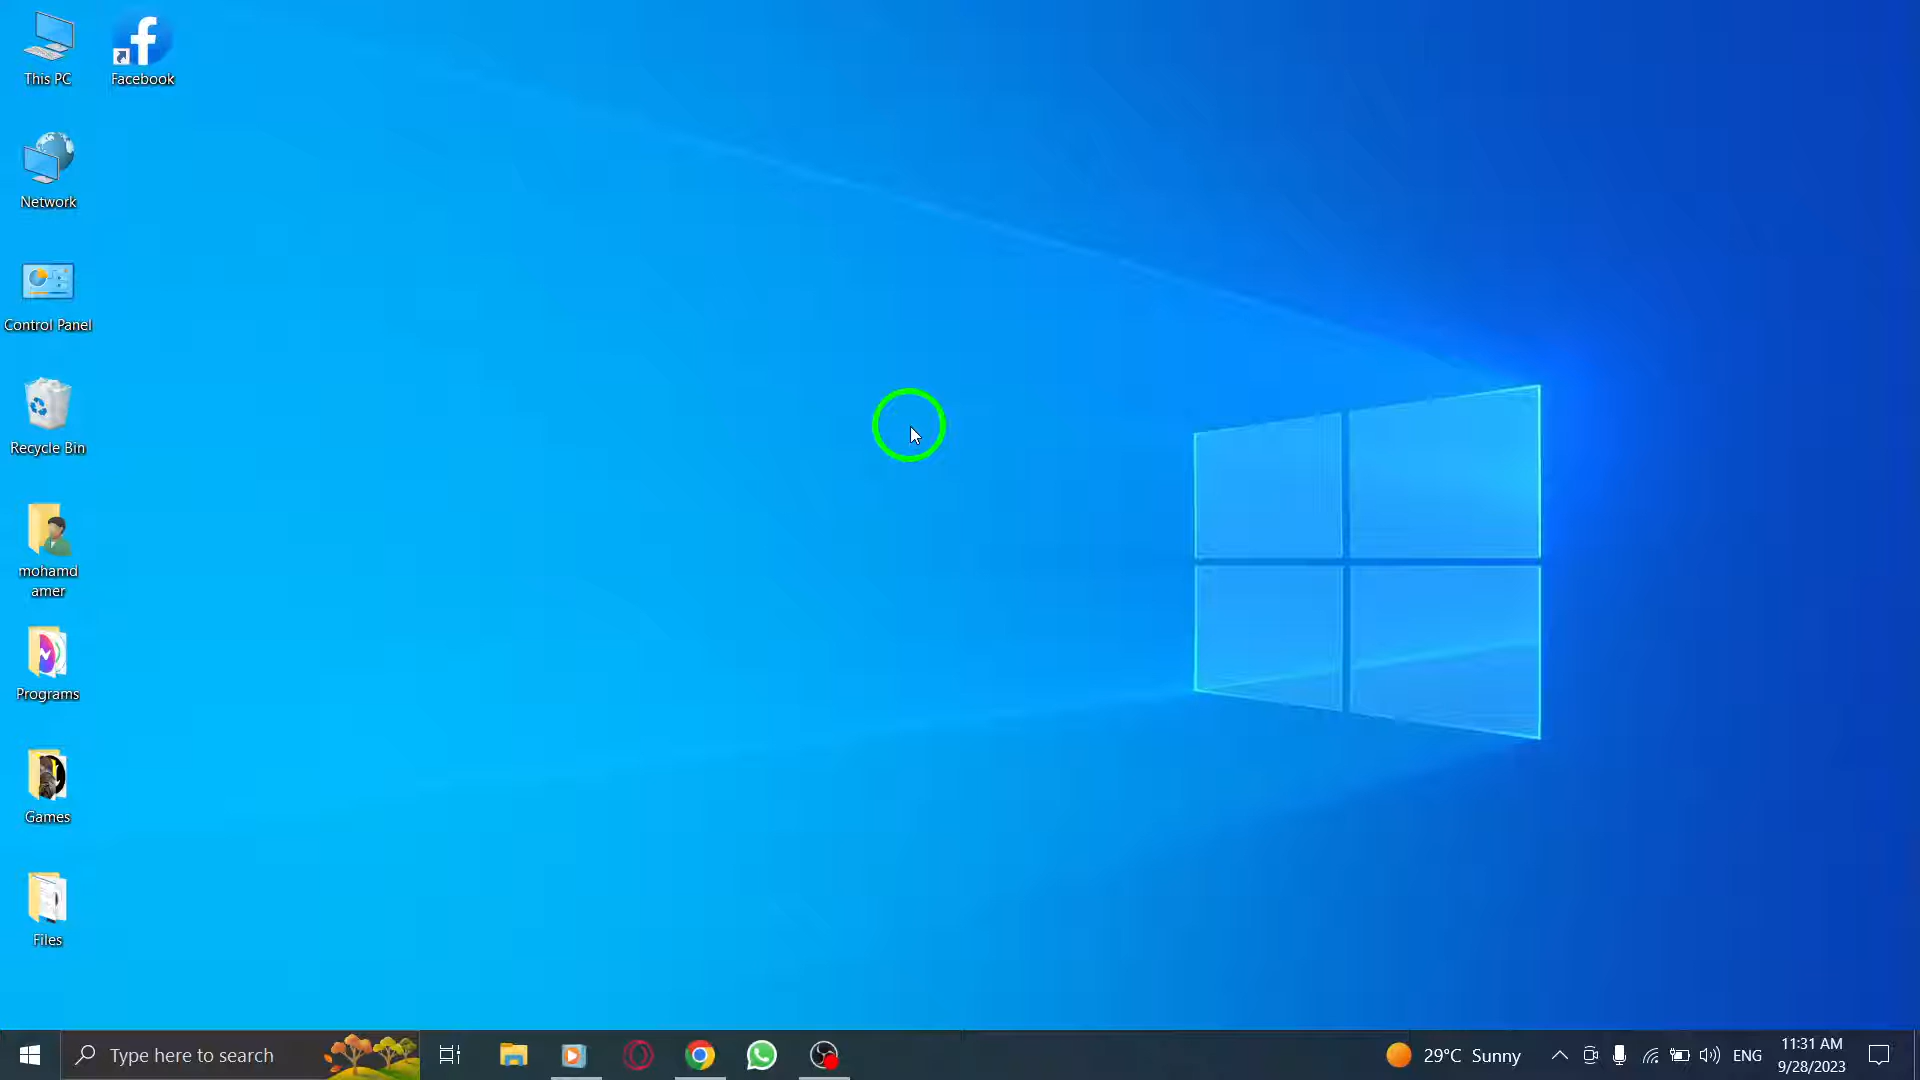 This PC
Facebook
Network
Control Panel
Recycle Bin
mohamd
amer
Programs
Games
Files
Type here to search
29°C Sunny
ENG
11:31 AM
9/28/2023